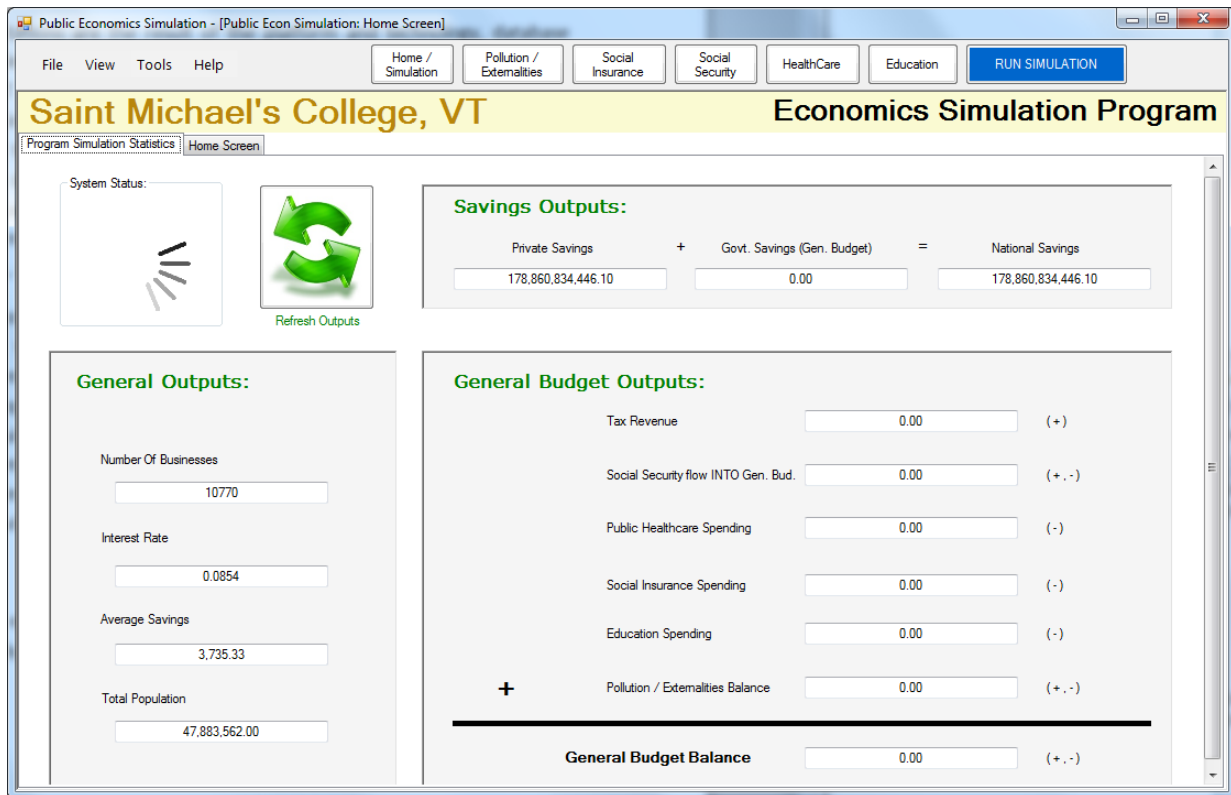 Public Economics Simulation - [Public Econ Simulation: Home Screen]
File View Tools Help
Home / Simulation
Pollution / Externalities
Social Insurance
Social Security
HealthCare
Education
RUN SIMULATION
Saint Michael's College, VT
Economics Simulation Program
Program Simulation Statistics
Home Screen
System Status:
Refresh Outputs
Savings Outputs:
Private Savings + Govt. Savings (Gen. Budget) = National Savings
178,860,834,446.10 0.00 178,860,834,446.10
General Outputs:
Number Of Businesses
10770
Interest Rate
0.0854
Average Savings
3,735.33
Total Population
47,883,562.00
General Budget Outputs:
Tax Revenue 0.00 (+)
Social Security flow INTO Gen. Bud. 0.00 (+,-)
Public Healthcare Spending 0.00 (-)
Social Insurance Spending 0.00 (-)
Education Spending 0.00 (-)
+ Pollution / Externalities Balance 0.00 (+,-)
General Budget Balance 0.00 (+,-)